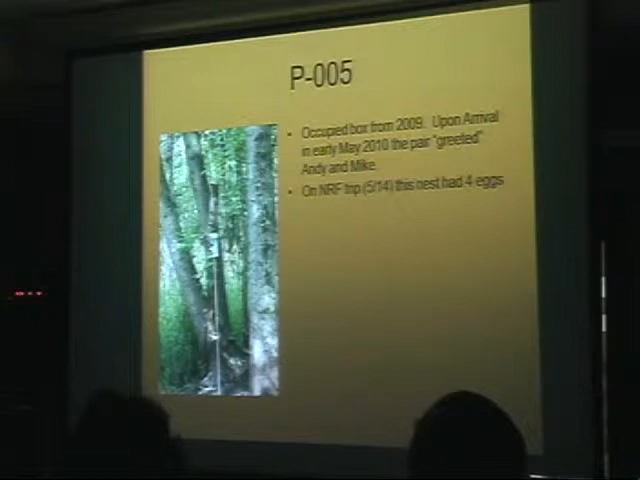 P-005
• Occupied box from 2009. Upon Arrival
in early May 2010 the pair "greeted"
Andy and Mike.
• On NRF trip (5/14) this nest had 4 eggs